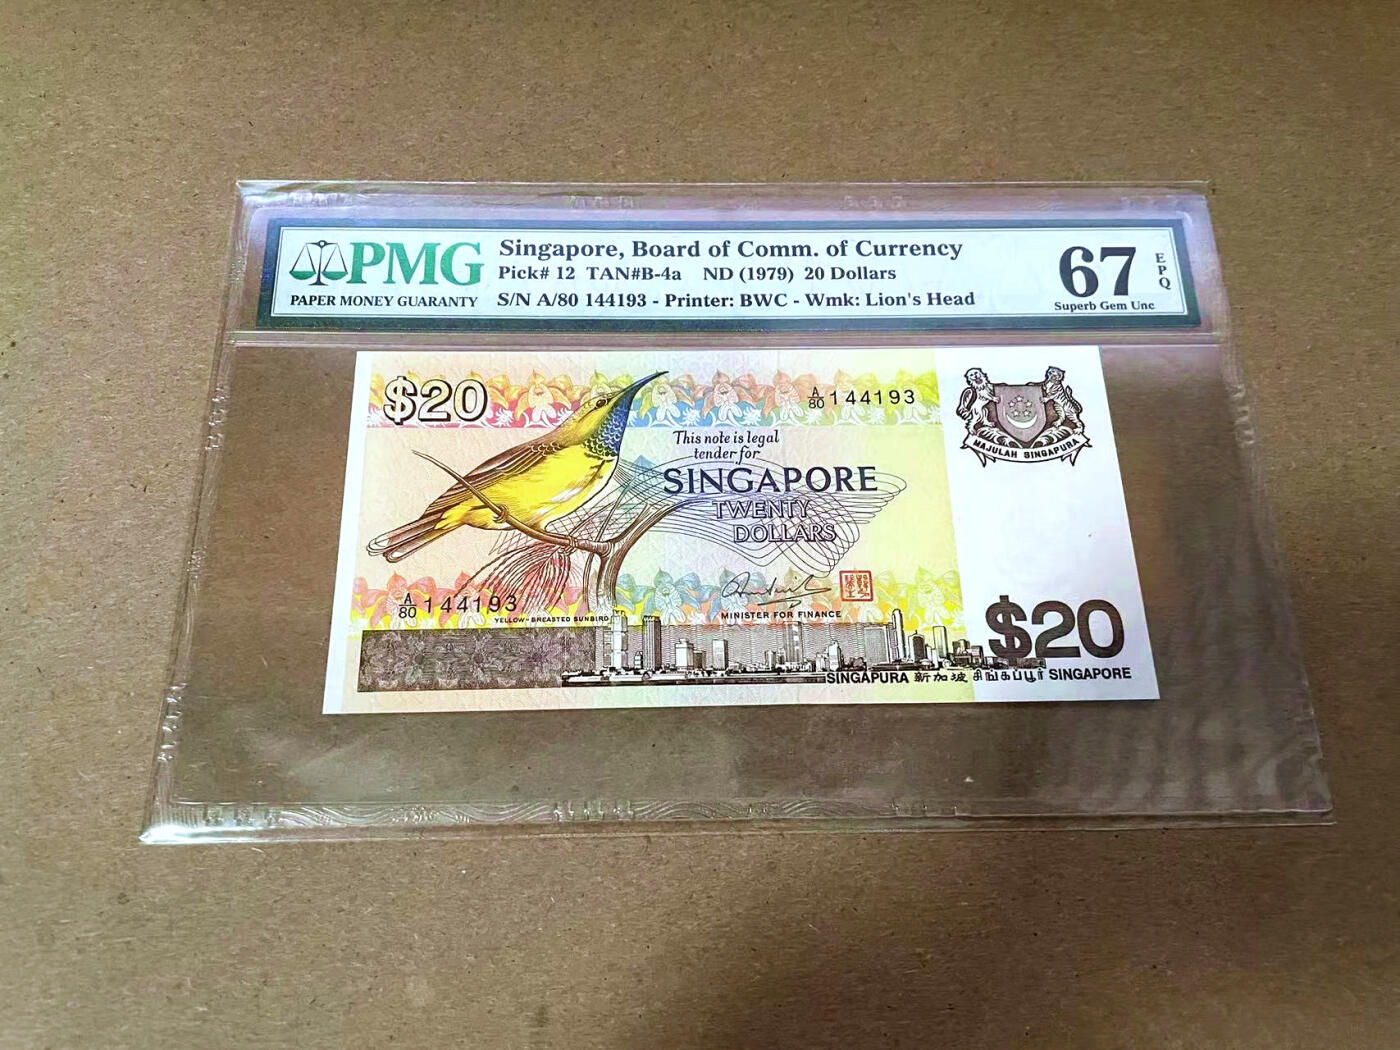 PMG
PAPER MONEY GUARANTY
Singapore, Board of Comm. of Currency
Pick# 12 TAN#B-4a ND (1979) 20 Dollars
S/N A/80 144193 - Printer: BWC - Wmk: Lion's Head
67
EPQ
Superb Gem Unc
$20
A/80 144193
MAJULAH SINGAPURA
This note is legal
tender for
SINGAPORE
TWENTY
DOLLARS
A/80 144193
YELLOW-BREASTED SUNBIRD
MINISTER FOR FINANCE
$20
SINGAPURA 新加坡 சிங்கப்பூர் SINGAPORE